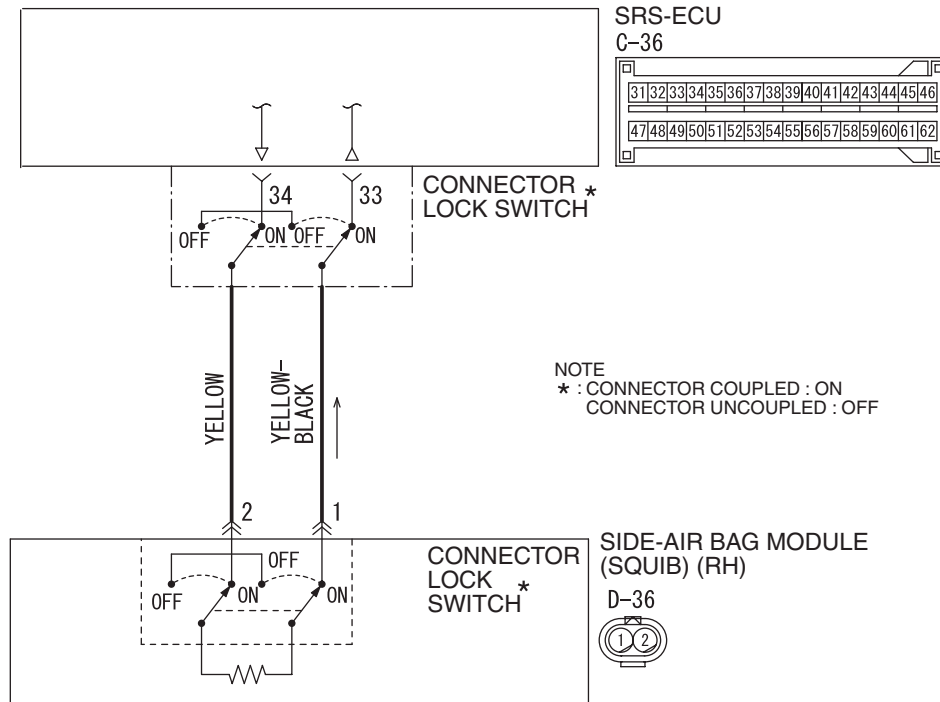 SRS-ECU
C-36
31 32 33 34 35 36 37 38 39 40 41 42 43 44 45 46
47 48 49 50 51 52 53 54 55 56 57 58 59 60 61 62
34 33
CONNECTOR *
LOCK SWITCH
OFF ON OFF ON
YELLOW
YELLOW-
BLACK
NOTE
* : CONNECTOR COUPLED : ON
CONNECTOR UNCOUPLED : OFF
2 1
CONNECTOR
LOCK
SWITCH *
OFF ON OFF ON
SIDE-AIR BAG MODULE
(SQUIB) (RH)
D-36
1 2